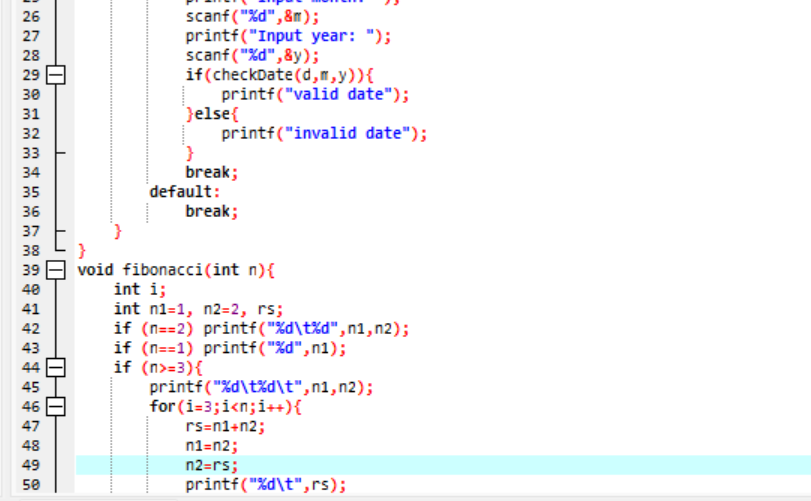 26 scanf("%d",&m);
27 printf("Input year: ");
28 scanf("%d",&y);
29 if(checkDate(d,m,y)){
30 printf("valid date");
31 }else{
32 printf("invalid date");
33 }
34 break;
35 default:
36 break;
37 }
38 }
39 void fibonacci(int n){
40 int i;
41 int n1=1, n2=2, rs;
42 if (n==2) printf("%d\t%d",n1,n2);
43 if (n==1) printf("%d",n1);
44 if (n>=3){
45 printf("%d\t%d\t",n1,n2);
46 for(i=3;i<n;i++){
47 rs=n1+n2;
48 n1=n2;
49 n2=rs;
50 printf("%d\t",rs);